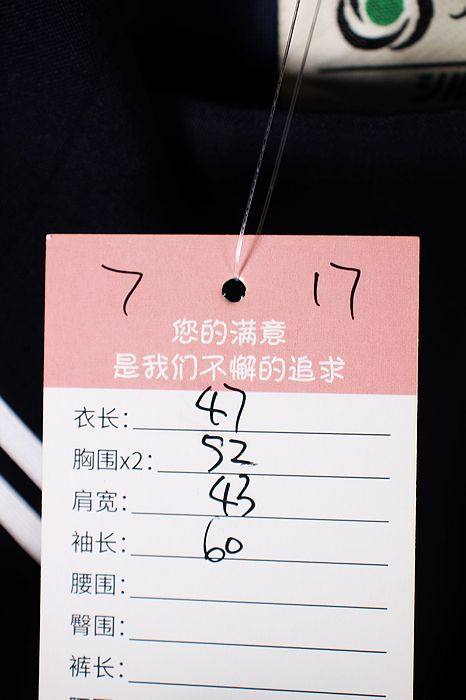 7 17
您的满意
是我们不懈的追求
衣长: 47
胸围x2: 52
肩宽: 43
袖长: 60
腰围:
臀围:
裤长: